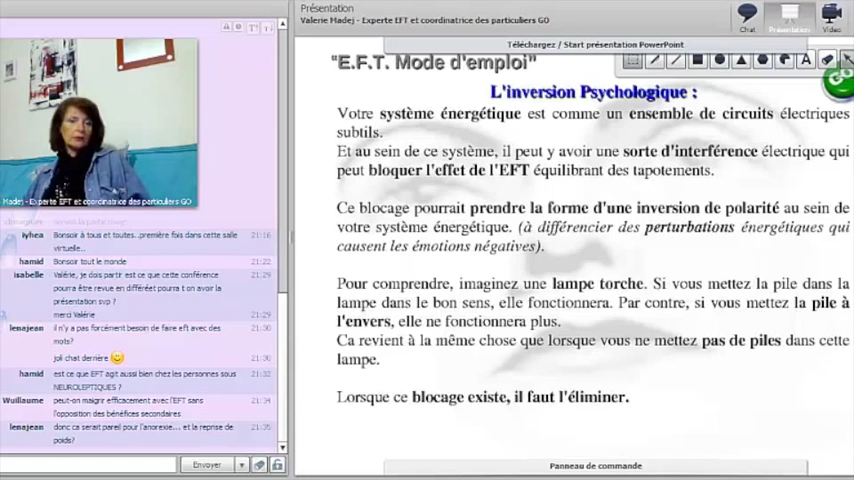 Présentation
Valerie Madej - Experte EFT et coordinatrice des particuliers GO
Chat
Présentation
Video
Téléchargez / Start présentation PowerPoint
"E.F.T. Mode d'emploi"
GO
L'inversion Psychologique :
Votre système énergétique est comme un ensemble de circuits électriques
subtils.
Et au sein de ce système, il peut y avoir une sorte d'interférence électrique qui
peut bloquer l'effet de l'EFT équilibrant des tapotements.
Ce blocage pourrait prendre la forme d'une inversion de polarité au sein de
votre système énergétique. (à différencier des perturbations énergétiques qui
causent les émotions négatives).
Pour comprendre, imaginez une lampe torche. Si vous mettez la pile dans la
lampe dans le bon sens, elle fonctionnera. Par contre, si vous mettez la pile à
l'envers, elle ne fonctionnera plus.
Ca revient à la même chose que lorsque vous ne mettez pas de piles dans cette
lampe.
Lorsque ce blocage existe, il faut l'éliminer.
Panneau de commande
Madej - Experte EFT et coordinatrice des particuliers GO
iyhea Bonsoir à tous et toutes...première fois dans cette salle 21:16
virtuelle..
hamid Bonsoir tout le monde 21:22
isabelle Valérie, je dois partir est ce que cette conférence 21:29
pourra être revue en différéet pourra t on avoir la
présentation svp ?
merci Valérie 21:29
lenajean il n'y a pas forcément besoin de faire eft avec des 21:30
mots?
joli chat derrière 21:30
hamid est ce que EFT agit aussi bien chez les personnes sous 21:32
NEUROLEPTIQUES ?
Wuillaume peut-on maigrir efficacement avec l'EFT sans 21:34
l'opposition des bénéfices secondaires
lenajean donc ca serait pareil pour l'anorexie... et la reprise de 21:35
poids?
Envoyer